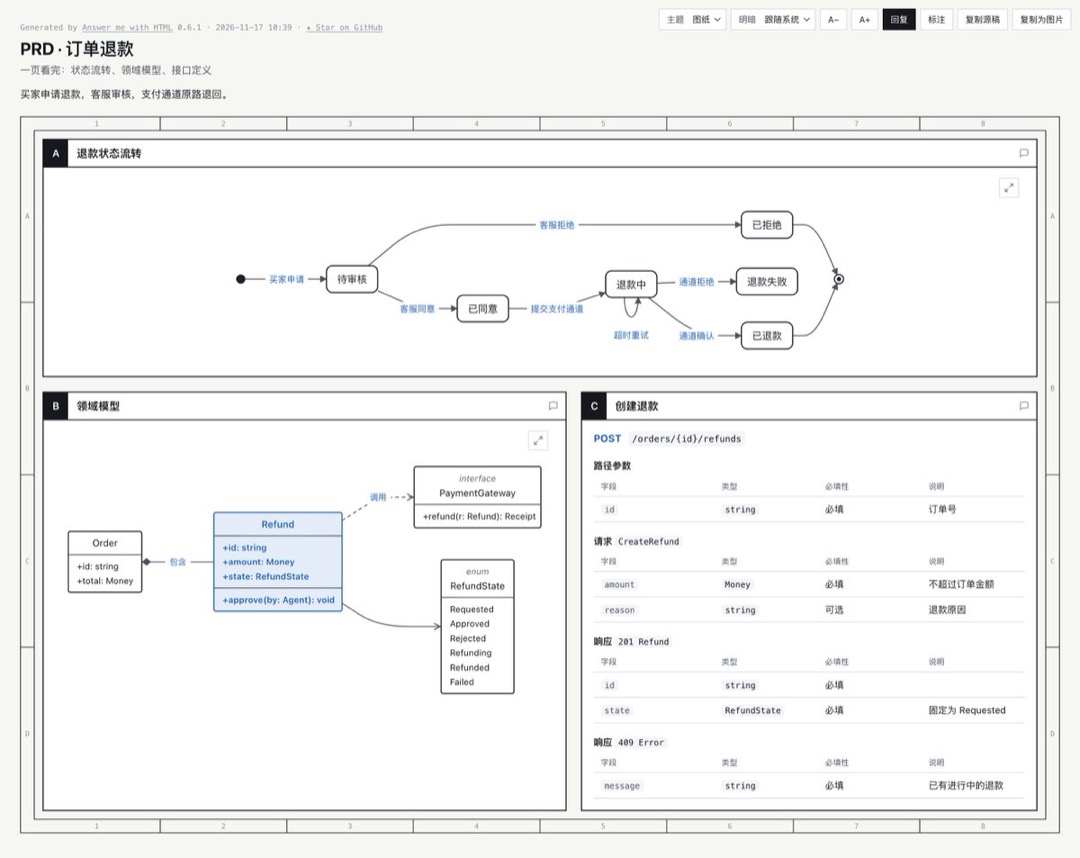 主题 图纸 明暗 跟随系统 A− A+ 回复 标注 复制源稿 复制为图片
Generated by Answer me with HTML 0.6.1 · 2026-11-17 10:39 · ★ Star on GitHub
PRD · 订单退款
一页看完：状态流转、领域模型、接口定义
买家申请退款，客服审核，支付通道原路退回。
1 2 3 4 5 6 7 8
A 退款状态流转
A A
客服拒绝 已拒绝
买家申请 待审核 退款中 通道拒绝 退款失败
客服同意 已同意 提交支付通道
超时重试 通道确认 已退款
B B
B 领域模型
interface
PaymentGateway
调用
+refund(r: Refund): Receipt
Refund
+id: string
+amount: Money
+state: RefundState
+approve(by: Agent): void
Order
+id: string
+total: Money
包含
enum
RefundState
Requested
Approved
Rejected
Refunding
Refunded
Failed
C 创建退款
POST /orders/{id}/refunds
路径参数
字段 类型 必填性 说明
id string 必填 订单号
请求 CreateRefund
字段 类型 必填性 说明
amount Money 必填 不超过订单金额
reason string 可选 退款原因
响应 201 Refund
字段 类型 必填性 说明
id string 必填
state RefundState 必填 固定为 Requested
响应 409 Error
字段 类型 必填性 说明
message string 必填 已有进行中的退款
C C
D D
1 2 3 4 5 6 7 8